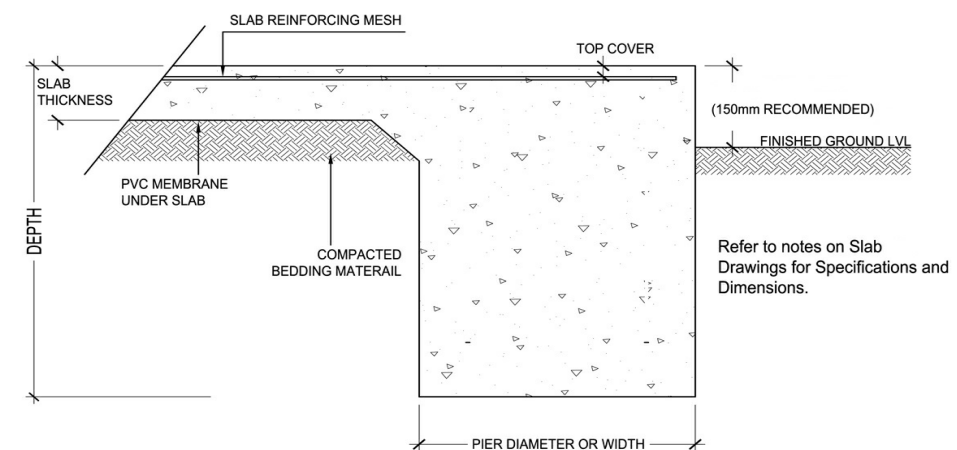 SLAB REINFORCING MESH
TOP COVER
SLAB
THICKNESS
(150mm RECOMMENDED)
FINISHED GROUND LVL
PVC MEMBRANE
UNDER SLAB
DEPTH
COMPACTED
BEDDING MATERAIL
Refer to notes on Slab
Drawings for Specifications and
Dimensions.
PIER DIAMETER OR WIDTH